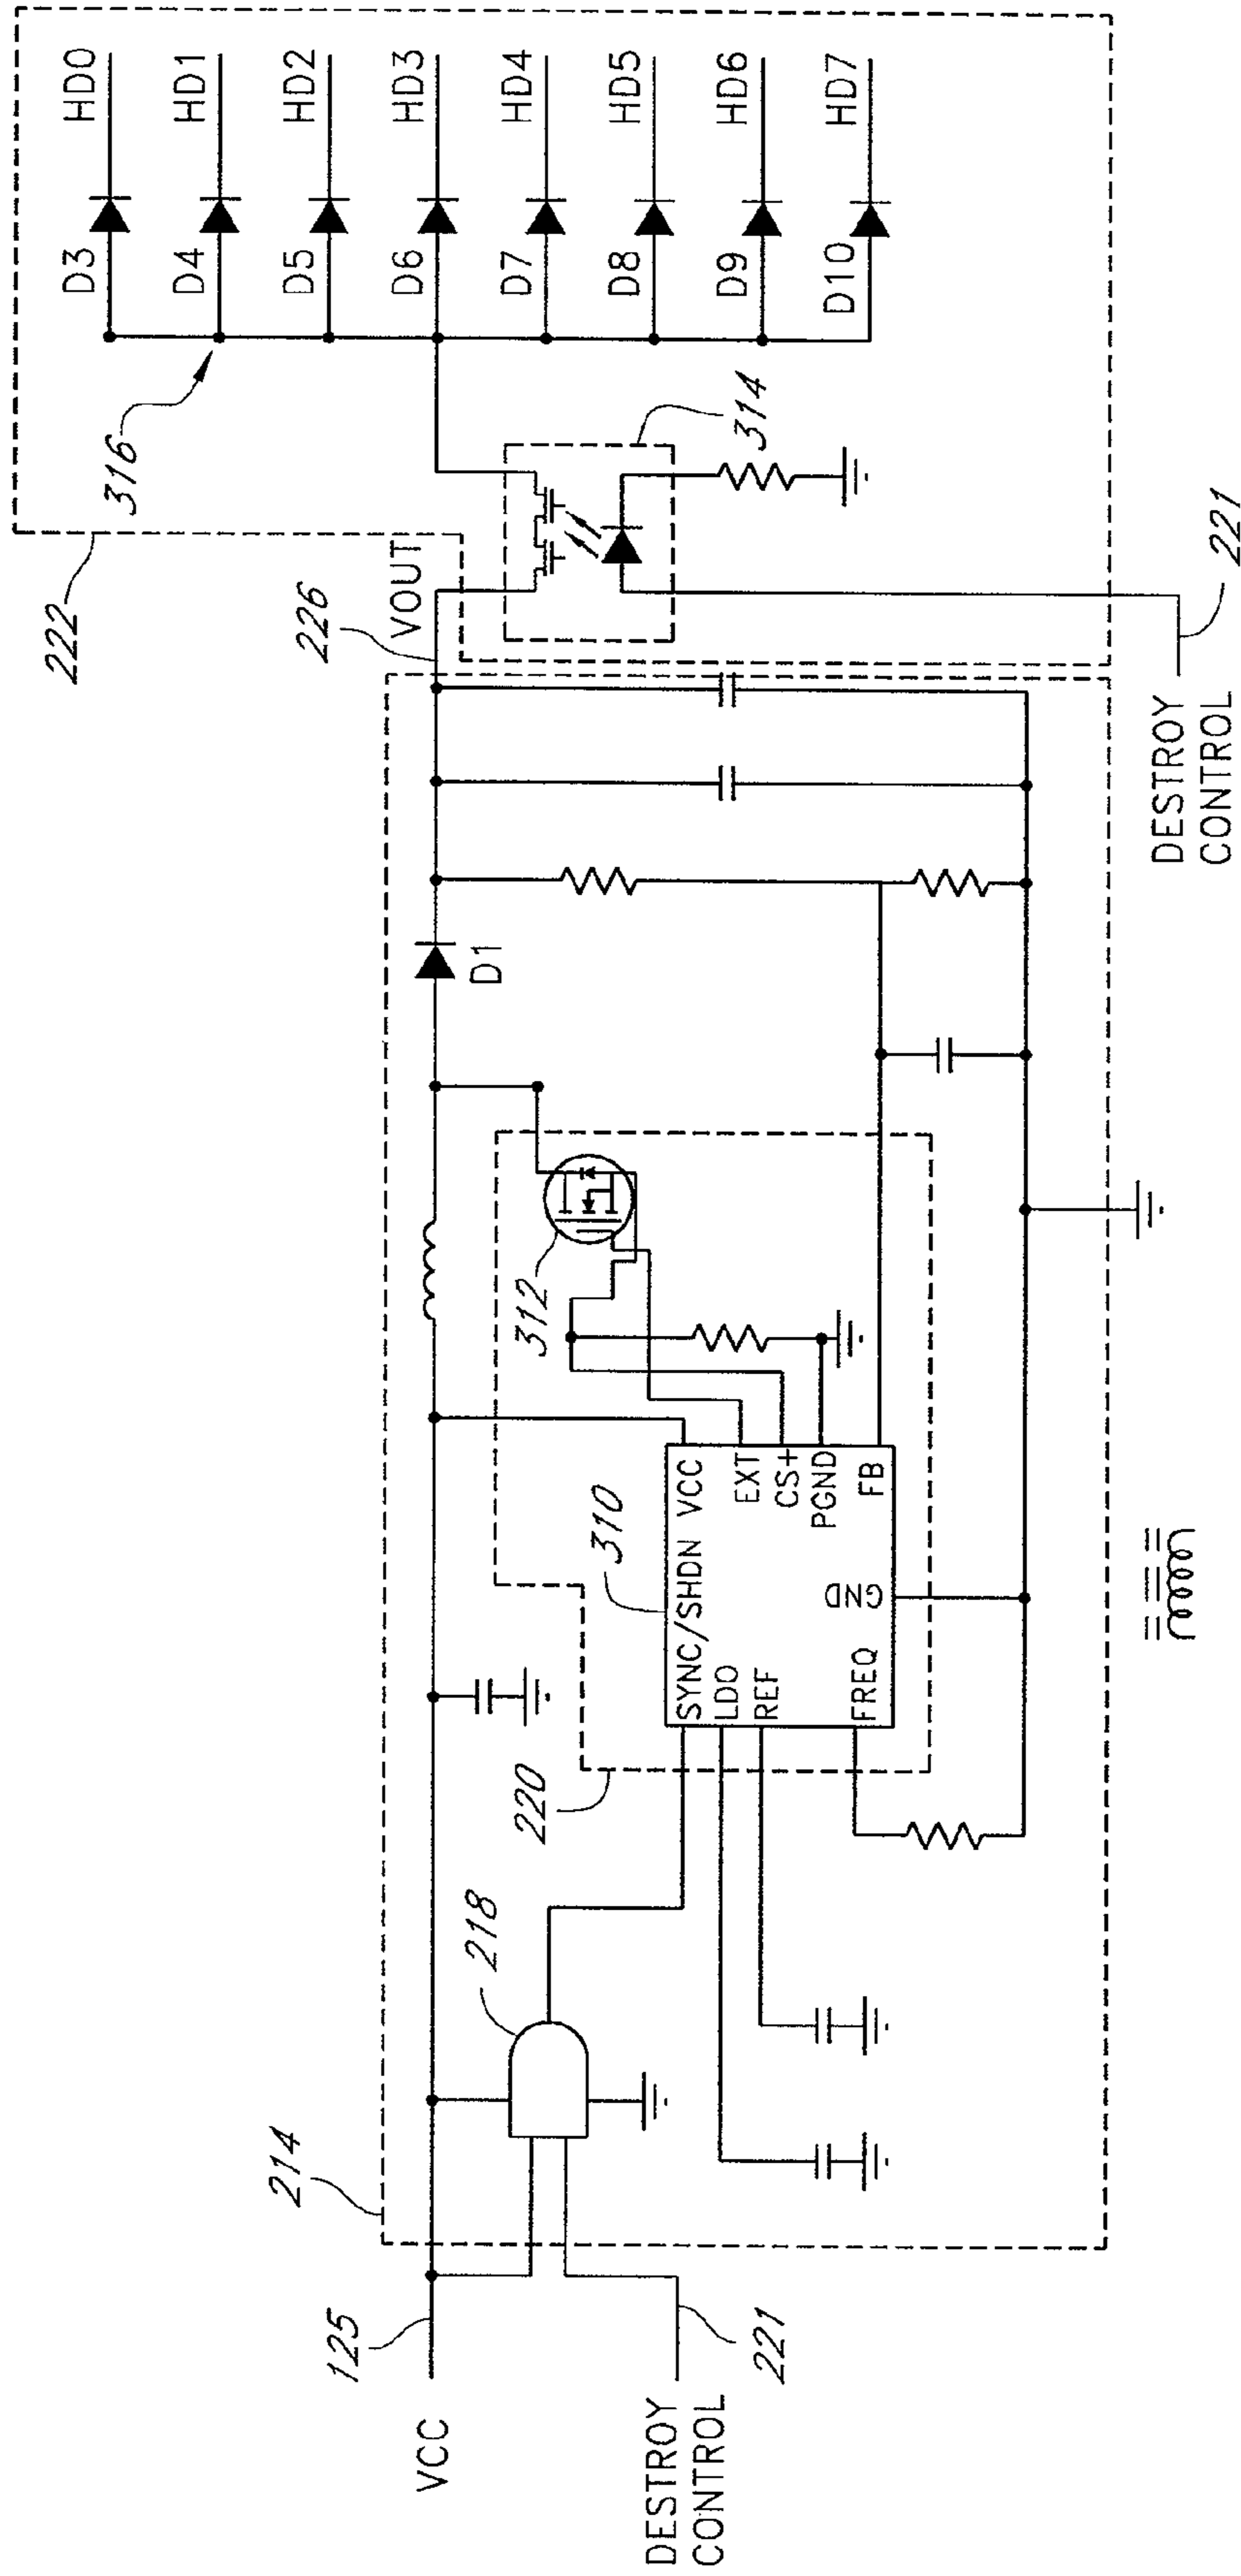 222
D3 HD0
316
D4 HD1
214
226
D5 HD2
125
VOUT
D6 HD3
VCC
218
D1
D7 HD4
220
312
310
D8 HD5
DESTROY
CONTROL
221
SYNC/SHDN VCC
LDO
REF
FREQ
GND
EXT
CS+
PGND
FB
314
D9 HD6
D10 HD7
DESTROY
CONTROL
221